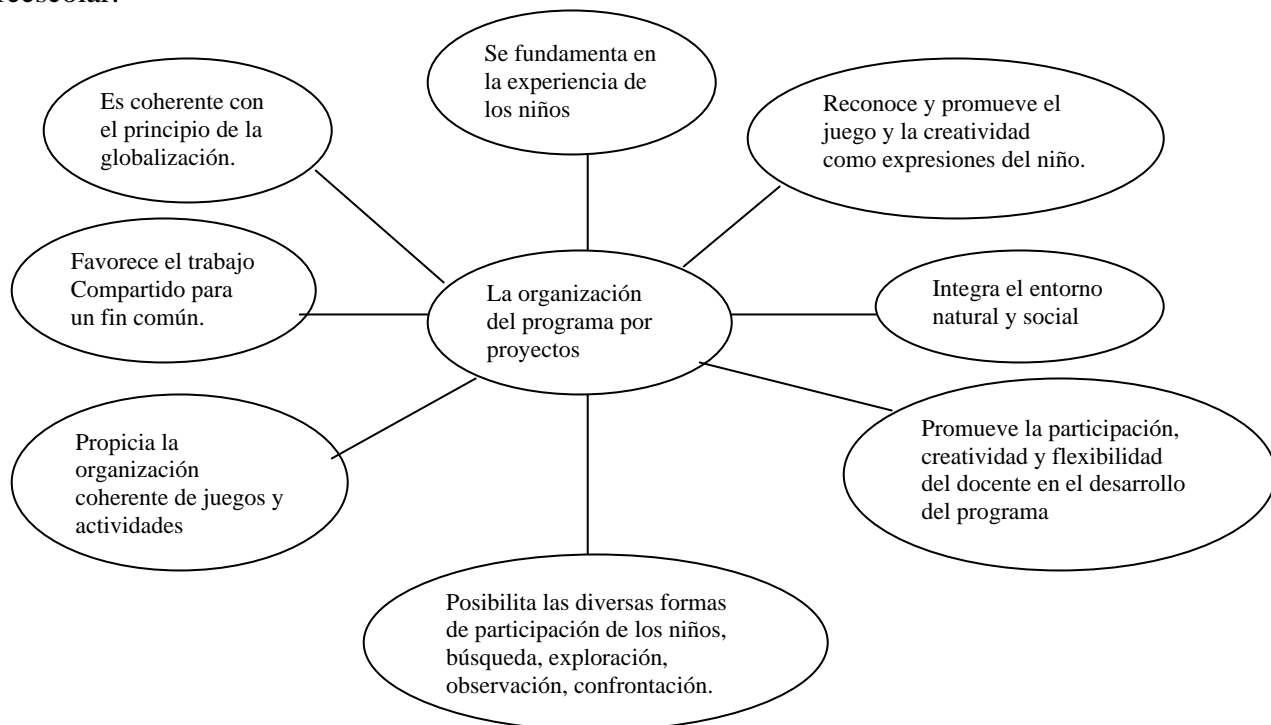 Se fundamenta en
la experiencia de
los niños
Es coherente con
el principio de la
globalización.
Reconoce y promueve el
juego y la creatividad
como expresiones del niño.
Favorece el trabajo
Compartido para
un fin común.
La organización
del programa por
proyectos
Integra el entorno
natural y social
Propicia la
organización
coherente de juegos y
actividades
Promueve la participación,
creatividad y flexibilidad
del docente en el desarrollo
del programa
Posibilita las diversas formas
de participación de los niños,
búsqueda, exploración,
observación, confrontación.